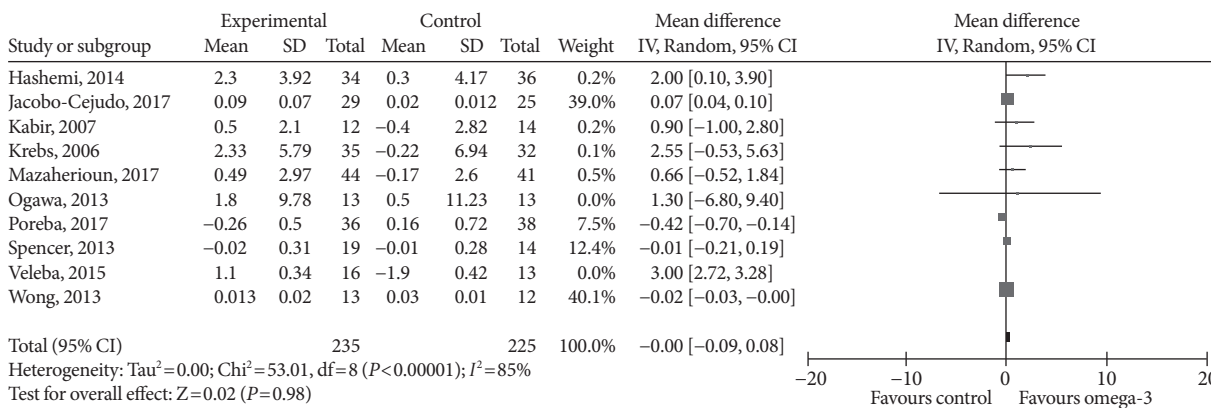 Experimental Control Mean difference Mean difference
Study or subgroup Mean SD Total Mean SD Total Weight IV, Random, 95% CI IV, Random, 95% CI
Hashemi, 2014 2.3 3.92 34 0.3 4.17 36 0.2% 2.00 [0.10, 3.90]
Jacobo-Cejudo, 2017 0.09 0.07 29 0.02 0.012 25 39.0% 0.07 [0.04, 0.10]
Kabir, 2007 0.5 2.1 12 −0.4 2.82 14 0.2% 0.90 [−1.00, 2.80]
Krebs, 2006 2.33 5.79 35 −0.22 6.94 32 0.1% 2.55 [−0.53, 5.63]
Mazaherioun, 2017 0.49 2.97 44 −0.17 2.6 41 0.5% 0.66 [−0.52, 1.84]
Ogawa, 2013 1.8 9.78 13 0.5 11.23 13 0.0% 1.30 [−6.80, 9.40]
Poreba, 2017 −0.26 0.5 36 0.16 0.72 38 7.5% −0.42 [−0.70, −0.14]
Spencer, 2013 −0.02 0.31 19 −0.01 0.28 14 12.4% −0.01 [−0.21, 0.19]
Veleba, 2015 1.1 0.34 16 −1.9 0.42 13 0.0% 3.00 [2.72, 3.28]
Wong, 2013 0.013 0.02 13 0.03 0.01 12 40.1% −0.02 [−0.03, −0.00]
Total (95% CI) 235 225 100.0% −0.00 [−0.09, 0.08]
Heterogeneity: Tau²=0.00; Chi²=53.01, df=8 (P<0.00001); I²=85%
Test for overall effect: Z=0.02 (P=0.98)
−20 −10 0 10 20
Favours control Favours omega-3